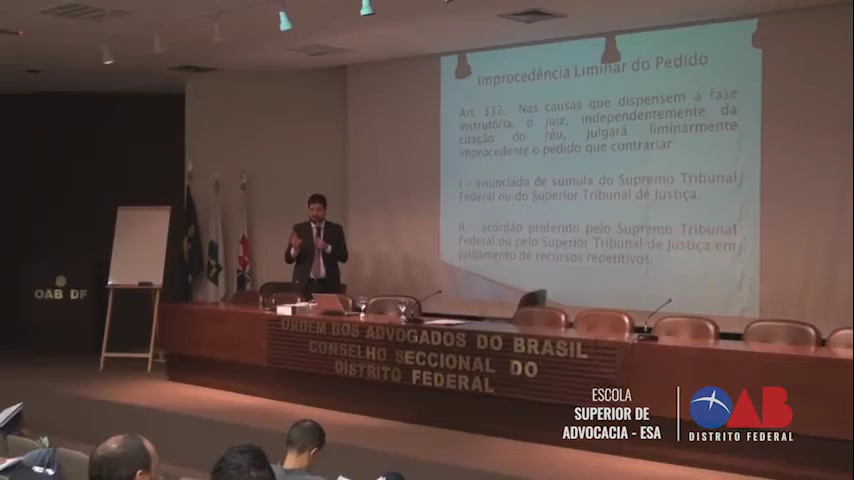 Improcedência Liminar do Pedido
Art. 332. Nas causas que dispensem a fase
instrutória, o juiz, independentemente da
citação do réu, julgará liminarmente
improcedente o pedido que contrariar
I - enunciado de súmula do Supremo Tribunal
Federal ou do Superior Tribunal de Justiça,
II - acórdão proferido pelo Supremo Tribunal
Federal ou pelo Superior Tribunal de Justiça em
julgamento de recursos repetitivos.
OAB DF
ORDEM DOS ADVOGADOS DO BRASIL
CONSELHO SECCIONAL DO
DISTRITO FEDERAL
ESCOLA
SUPERIOR DE
ADVOCACIA - ESA
OAB
DISTRITO FEDERAL